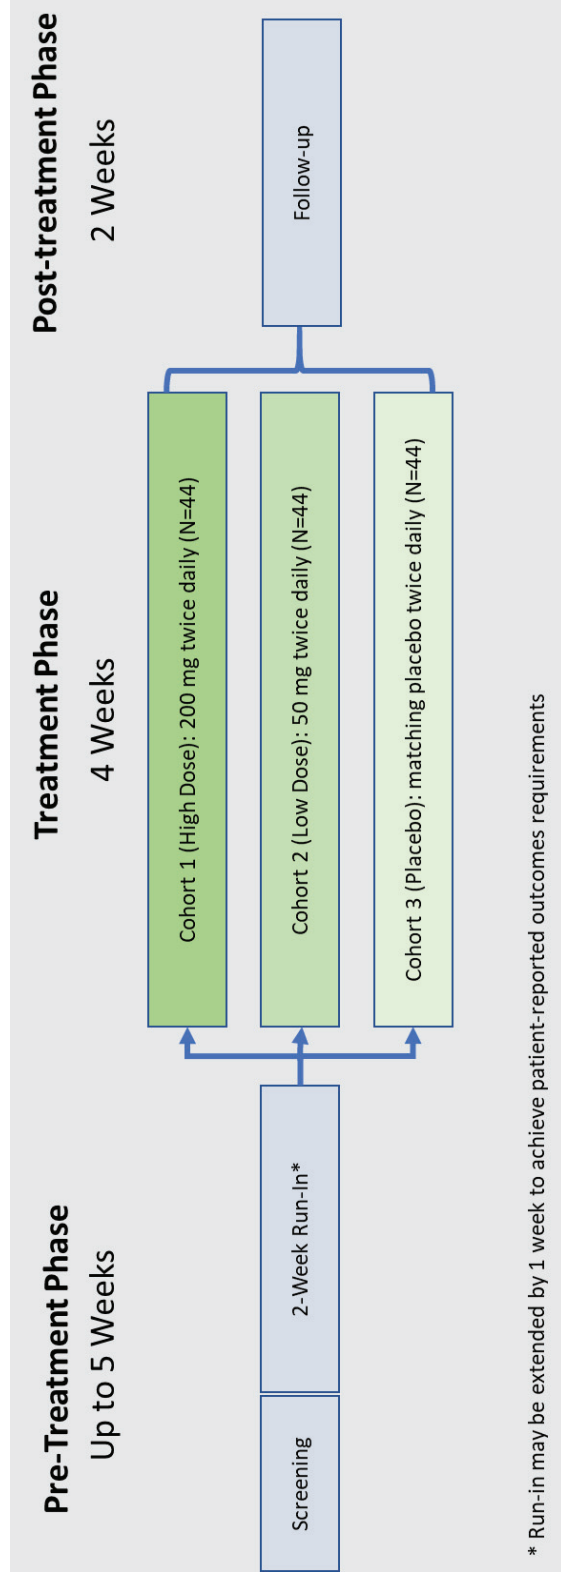 Pre-Treatment Phase
Up to 5 Weeks
Treatment Phase
4 Weeks
Post-treatment Phase
2 Weeks
Screening
2-Week Run-In*
Cohort 1 (High Dose): 200 mg twice daily (N=44)
Cohort 2 (Low Dose): 50 mg twice daily (N=44)
Cohort 3 (Placebo): matching placebo twice daily (N=44)
Follow-up
* Run-in may be extended by 1 week to achieve patient-reported outcomes requirements